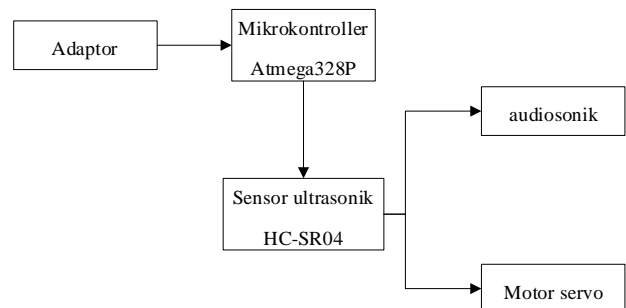 Adaptor
Mikrokontroller
Atmega328P
audiosonik
Sensor ultrasonik
HC-SR04
Motor servo